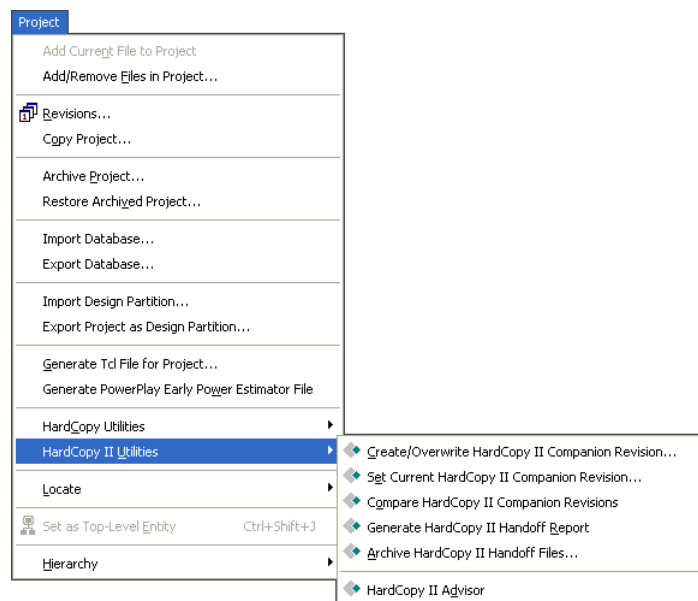 Project
Add Current File to Project
Add/Remove Files in Project...
Revisions...
Copy Project...
Archive Project...
Restore Archived Project...
Import Database...
Export Database...
Import Design Partition...
Export Project as Design Partition...
Generate Tcl File for Project...
Generate PowerPlay Early Power Estimator File
HardCopy Utilities
HardCopy II Utilities
Create/Overwrite HardCopy II Companion Revision...
Set Current HardCopy II Companion Revision...
Compare HardCopy II Companion Revisions
Generate HardCopy II Handoff Report
Archive HardCopy II Handoff Files...
HardCopy II Advisor
Locate
Set as Top-Level Entity Ctrl+Shift+J
Hierarchy